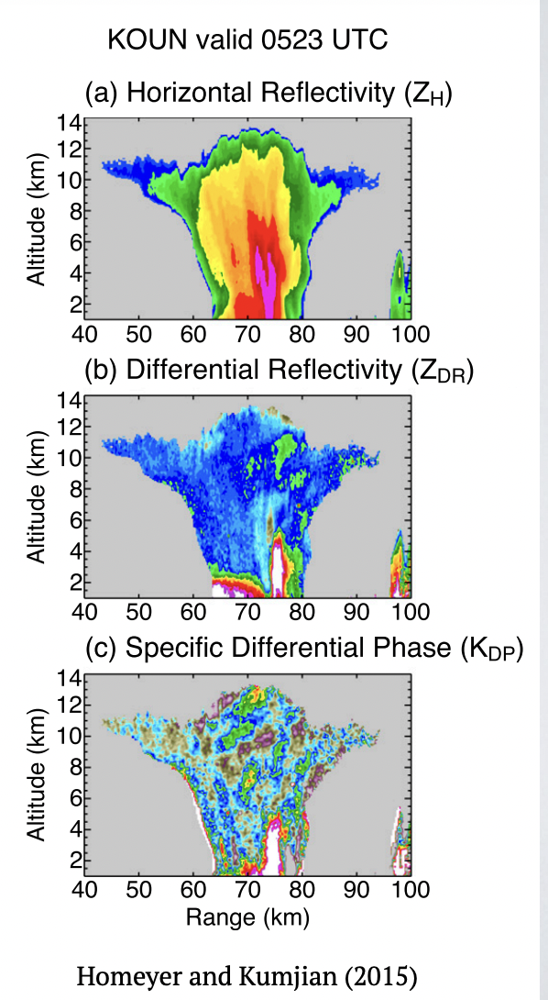 KOUN valid 0523 UTC
(a) Horizontal Reflectivity (Z_H)
14
12
10
8
6
4
2
Altitude (km)
40 50 60 70 80 90 100
(b) Differential Reflectivity (Z_DR)
14
12
10
8
6
4
2
Altitude (km)
40 50 60 70 80 90 100
(c) Specific Differential Phase (K_DP)
14
12
10
8
6
4
2
Altitude (km)
40 50 60 70 80 90 100
Range (km)
Homeyer and Kumjian (2015)